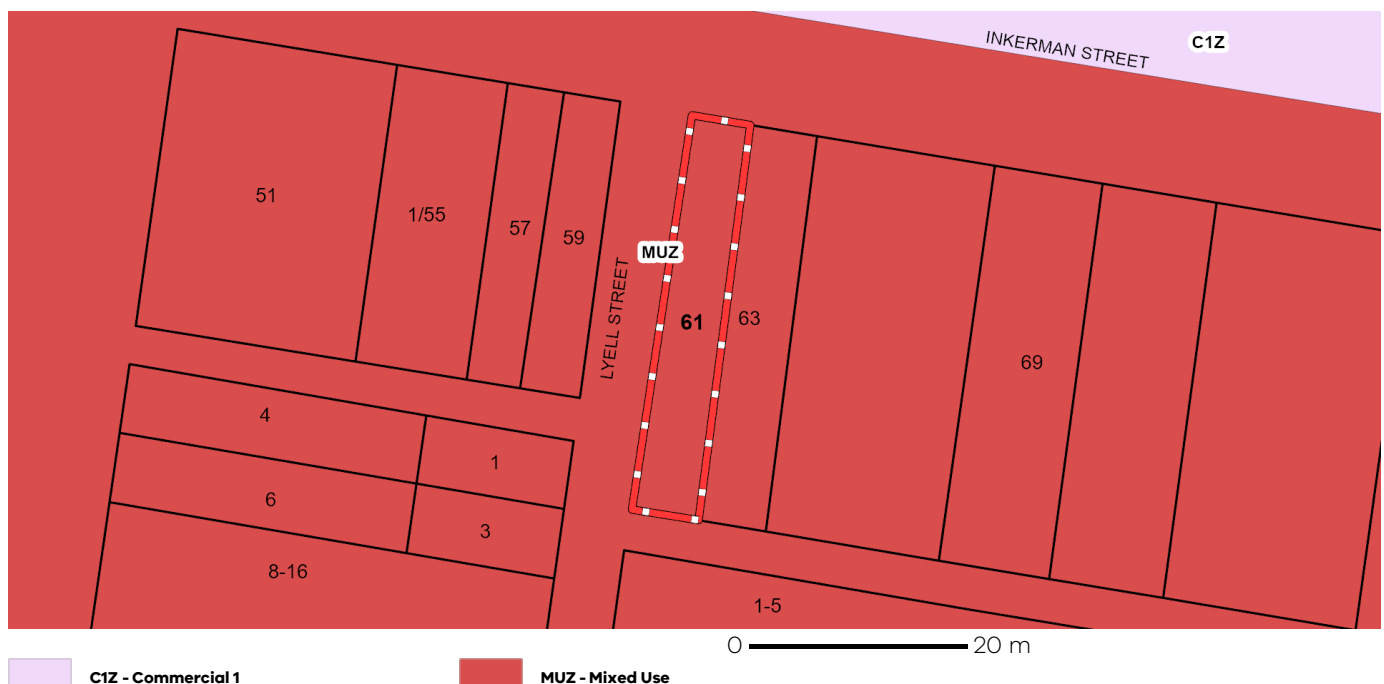 INKERMAN STREET
C1Z
51
1/55
57
59
MUZ
LYELL STREET
61
63
69
4
1
6
3
8-16
1-5
0 20 m
C1Z - Commercial 1
MUZ - Mixed Use